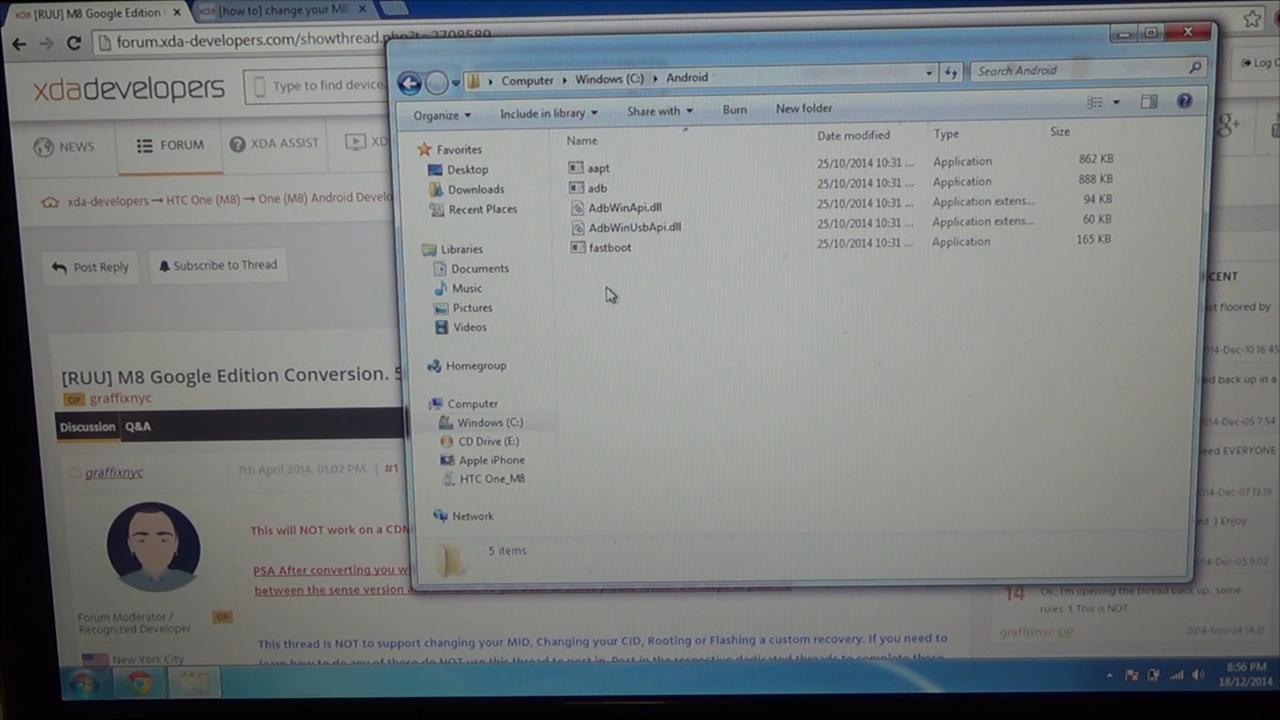 [RUU] M8 Google Edition
xda [how to] change your MID
forum.xda-developers.com/showthread.php?t=2708589
xdadevelopers
Type to find device
NEWS
FORUM
XDA ASSIST
XD
Log
xda-developers → HTC One (M8) → One (M8) Android Develo
Post Reply
Subscribe to Thread
[RUU] M8 Google Edition Conversion. 5
OP graffixnyc
Discussion Q&A
graffixnyc
7th April 2014, 01:02 PM | #1
This will NOT work on a CDM
PSA After converting you w
between the sense version
Forum Moderator /
Recognized Developer
OP
New York City
This thread is NOT to support changing your MID, Changing your CID, Rooting or Flashing a custom recovery. If you need to
Computer Windows (C:) Android
Search Android
Organize
Include in library
Share with
Burn
New folder
Favorites
Desktop
Downloads
Recent Places
Libraries
Documents
Music
Pictures
Videos
Homegroup
Computer
Windows (C:)
CD Drive (E:)
Apple iPhone
HTC One_M8
Network
Name Date modified Type Size
aapt 25/10/2014 10:31 ... Application 862 KB
adb 25/10/2014 10:31 ... Application 888 KB
AdbWinApi.dll 25/10/2014 10:31 ... Application extens... 94 KB
AdbWinUsbApi.dll 25/10/2014 10:31 ... Application extens... 60 KB
fastboot 25/10/2014 10:31 ... Application 165 KB
5 items
g+
CENT
st floored by
2014-Dec-10 16:45
ed back up in a
2014-Dec-05 7:54
eed EVERYONE
2014-Dec-07 13:19
ed :) Enjoy
2014-Dec-05 9:02
14
Ok, I'm opening the thread back up. some
rules: 1 This is NOT
graffixnyc OP
2014-Nov-24 14:31
8:56 PM
18/12/2014